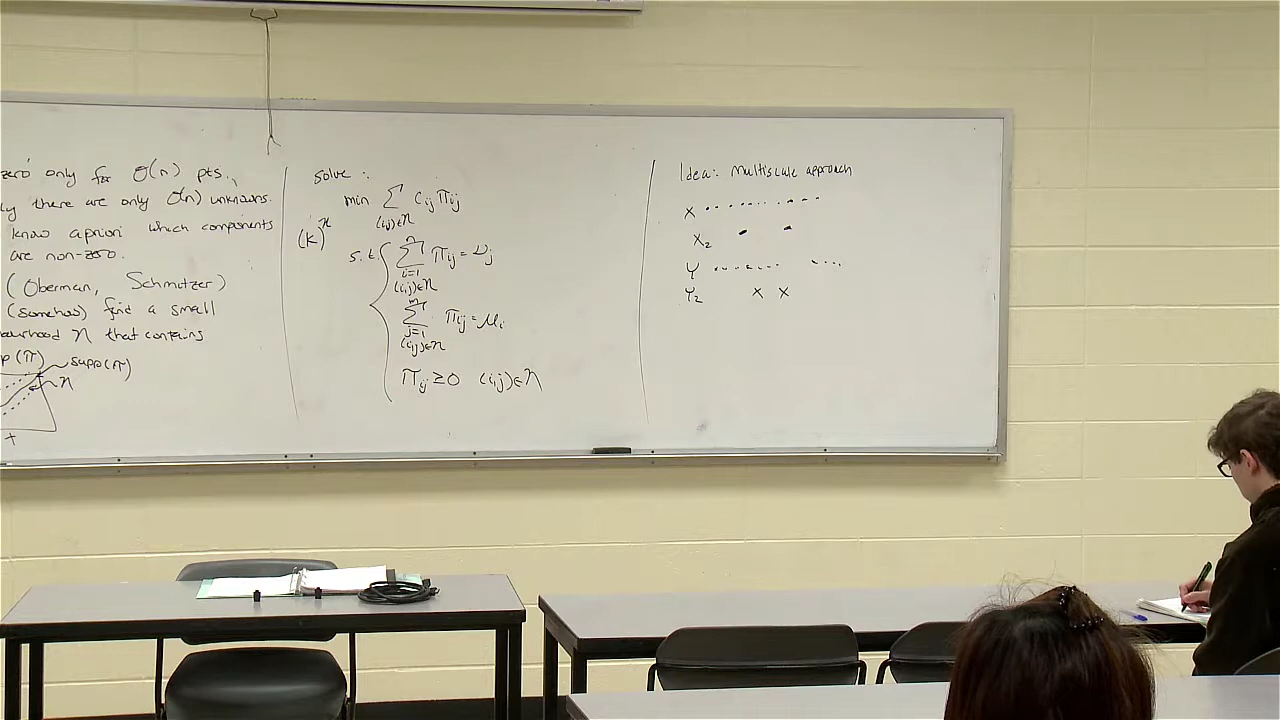 zero only for O(n) pts.,
ly there are only O(n) unknowns.
know apriori which components
are non-zero.
(Oberman, Schmitzer)
(somehow) find a small
ourhood η that contains
p(π) supp(π)
η
x
solve:
min Σ Cij πij
(i,j)∈η
(K)^η
s.t. Σ πij = νj
i=1
(i,j)∈η
n
Σ πij = μi
j=1
(i,j)∈η
πij ≥ 0 (i,j)∈η
Idea: Multiscale approach
X
X2
Y
Y2 x x